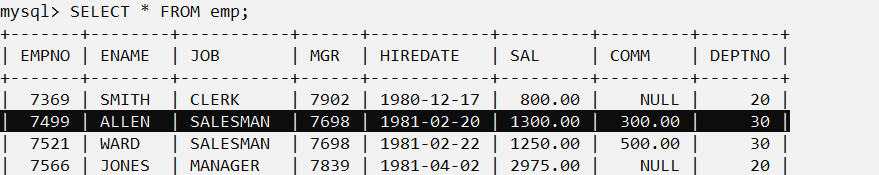 mysql> SELECT * FROM emp;
+-------+-------+----------+------+------------+---------+--------+--------+
| EMPNO | ENAME | JOB      | MGR  | HIREDATE   | SAL     | COMM   | DEPTNO |
+-------+-------+----------+------+------------+---------+--------+--------+
|  7369 | SMITH | CLERK    | 7902 | 1980-12-17 |  800.00 |   NULL |     20 |
|  7499 | ALLEN | SALESMAN | 7698 | 1981-02-20 | 1300.00 | 300.00 |     30 |
|  7521 | WARD  | SALESMAN | 7698 | 1981-02-22 | 1250.00 | 500.00 |     30 |
|  7566 | JONES | MANAGER  | 7839 | 1981-04-02 | 2975.00 |   NULL |     20 |